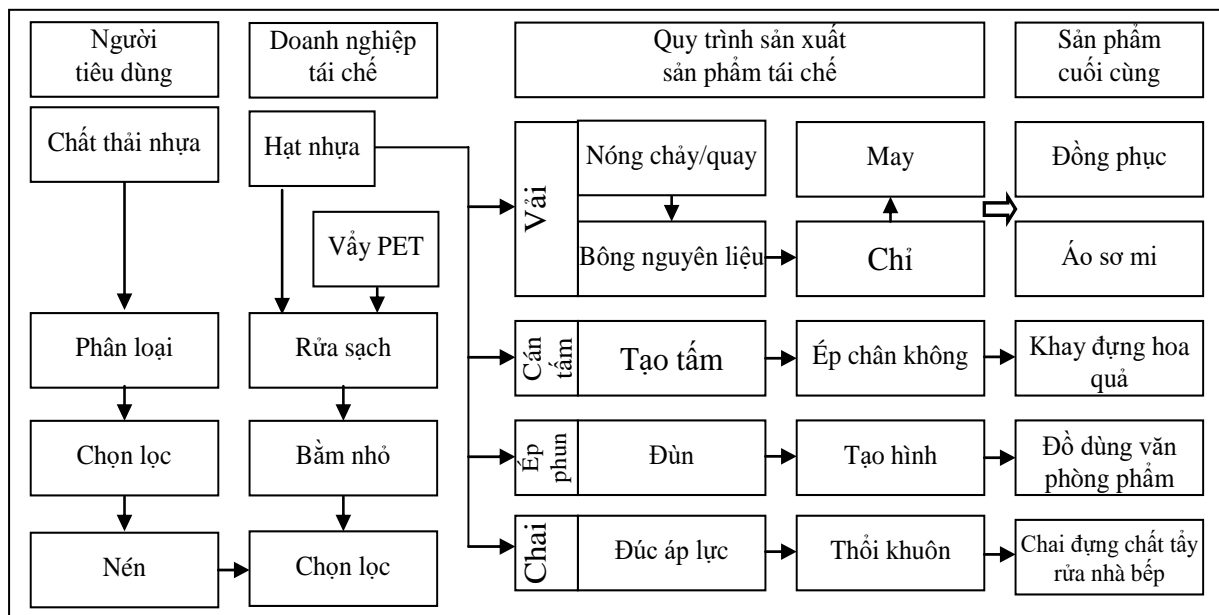 Người
tiêu dùng
Doanh nghiệp
tái chế
Quy trình sản xuất
sản phẩm tái chế
Sản phẩm
cuối cùng
Chất thải nhựa
Hạt nhựa
Vẩy PET
Vải
Nóng chảy/quay
May
Đồng phục
Bông nguyên liệu
Chỉ
Áo sơ mi
Phân loại
Rửa sạch
Cán
tấm
Tạo tấm
Ép chân không
Khay đựng hoa
quả
Chọn lọc
Bằm nhỏ
Ép
phun
Đùn
Tạo hình
Đồ dùng văn
phòng phẩm
Nén
Chọn lọc
Chai
Đúc áp lực
Thổi khuôn
Chai đựng chất tẩy
rửa nhà bếp